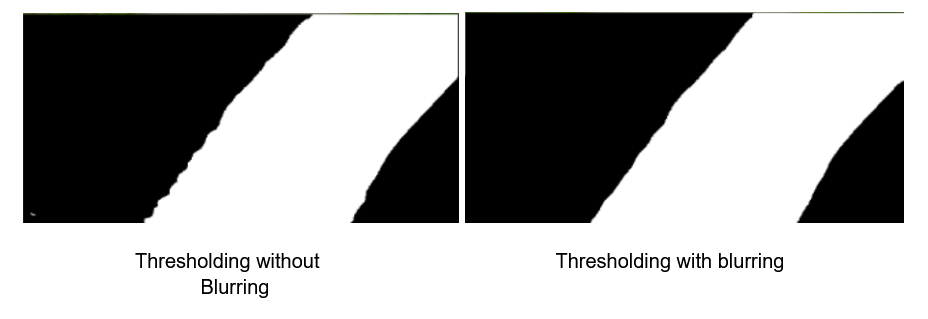 Thresholding without
Blurring
Thresholding with blurring